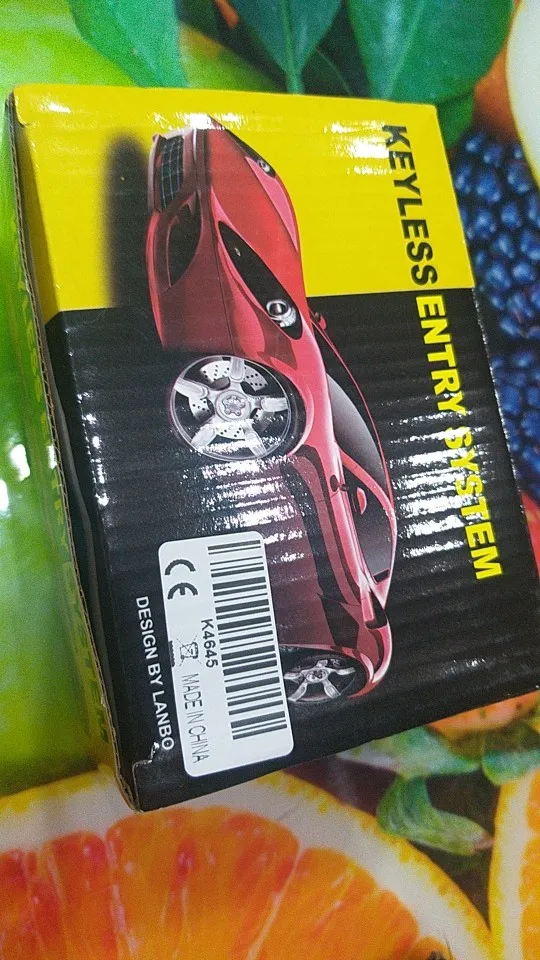 KEYLESS ENTRY SYSTEM
K4645
CE
MADE IN CHINA
DESIGN BY LANBO